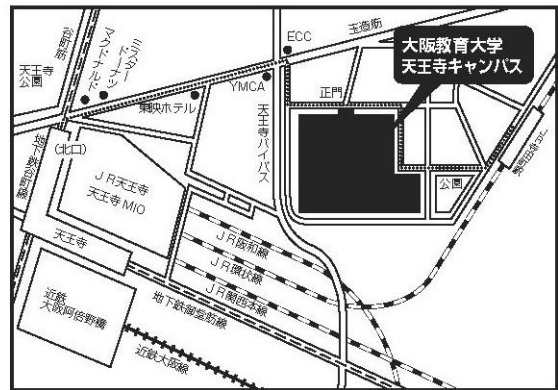 ECC
玉造筋
大阪教育大学
天王寺キャンパス
谷町筋
天王寺
公園
ミスター
ドーナツ
マクドナルド
東映ホテル
YMCA
正門
天王寺バイパス
JR寺田町駅
公園
(北口)
地下鉄谷町線
JR天王寺
天王寺MIO
天王寺
JR阪和線
JR環状線
JR関西本線
地下鉄御堂筋線
近鉄
大阪阿倍野橋
近鉄大阪線